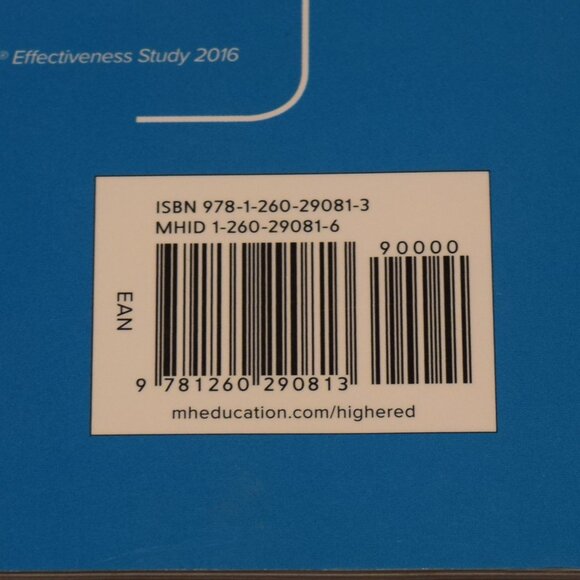 ® Effectiveness Study 2016
ISBN 978-1-260-29081-3
MHID 1-260-29081-6
90000
EAN
9 781260 290813
mheducation.com/highered